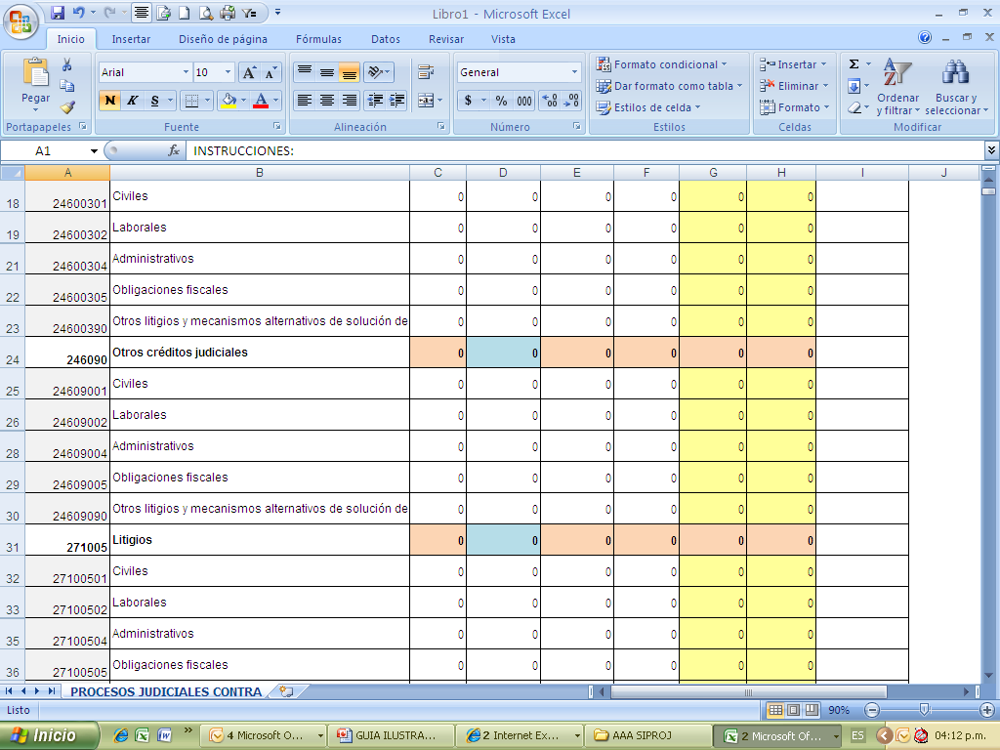 Libro1 - Microsoft Excel
Inicio Insertar Diseño de página Fórmulas Datos Revisar Vista
Pegar
Arial 10
N K S
General
$ % 000
Formato condicional
Dar formato como tabla
Estilos de celda
Insertar
Eliminar
Formato
Σ
Ordenar y filtrar
Buscar y seleccionar
Portapapeles Fuente Alineación Número Estilos Celdas Modificar
A1 fx INSTRUCCIONES:
A B C D E F G H I J
18 24600301 Civiles 0 0 0 0 0 0
19 24600302 Laborales 0 0 0 0 0 0
21 24600304 Administrativos 0 0 0 0 0 0
22 24600305 Obligaciones fiscales 0 0 0 0 0 0
23 24600390 Otros litigios y mecanismos alternativos de solución de 0 0 0 0 0 0
24 246090 Otros créditos judiciales 0 0 0 0 0 0
25 24609001 Civiles 0 0 0 0 0 0
26 24609002 Laborales 0 0 0 0 0 0
28 24609004 Administrativos 0 0 0 0 0 0
29 24609005 Obligaciones fiscales 0 0 0 0 0 0
30 24609090 Otros litigios y mecanismos alternativos de solución de 0 0 0 0 0 0
31 271005 Litigios 0 0 0 0 0 0
32 27100501 Civiles 0 0 0 0 0 0
33 27100502 Laborales 0 0 0 0 0 0
35 27100504 Administrativos 0 0 0 0 0 0
36 27100505 Obligaciones fiscales 0 0 0 0 0 0
PROCESOS JUDICIALES CONTRA
Listo 90%
Inicio 4 Microsoft O... GUIA ILUSTRA... 2 Internet Ex... AAA SIPROJ 2 Microsoft Of... ES 04:12 p.m.